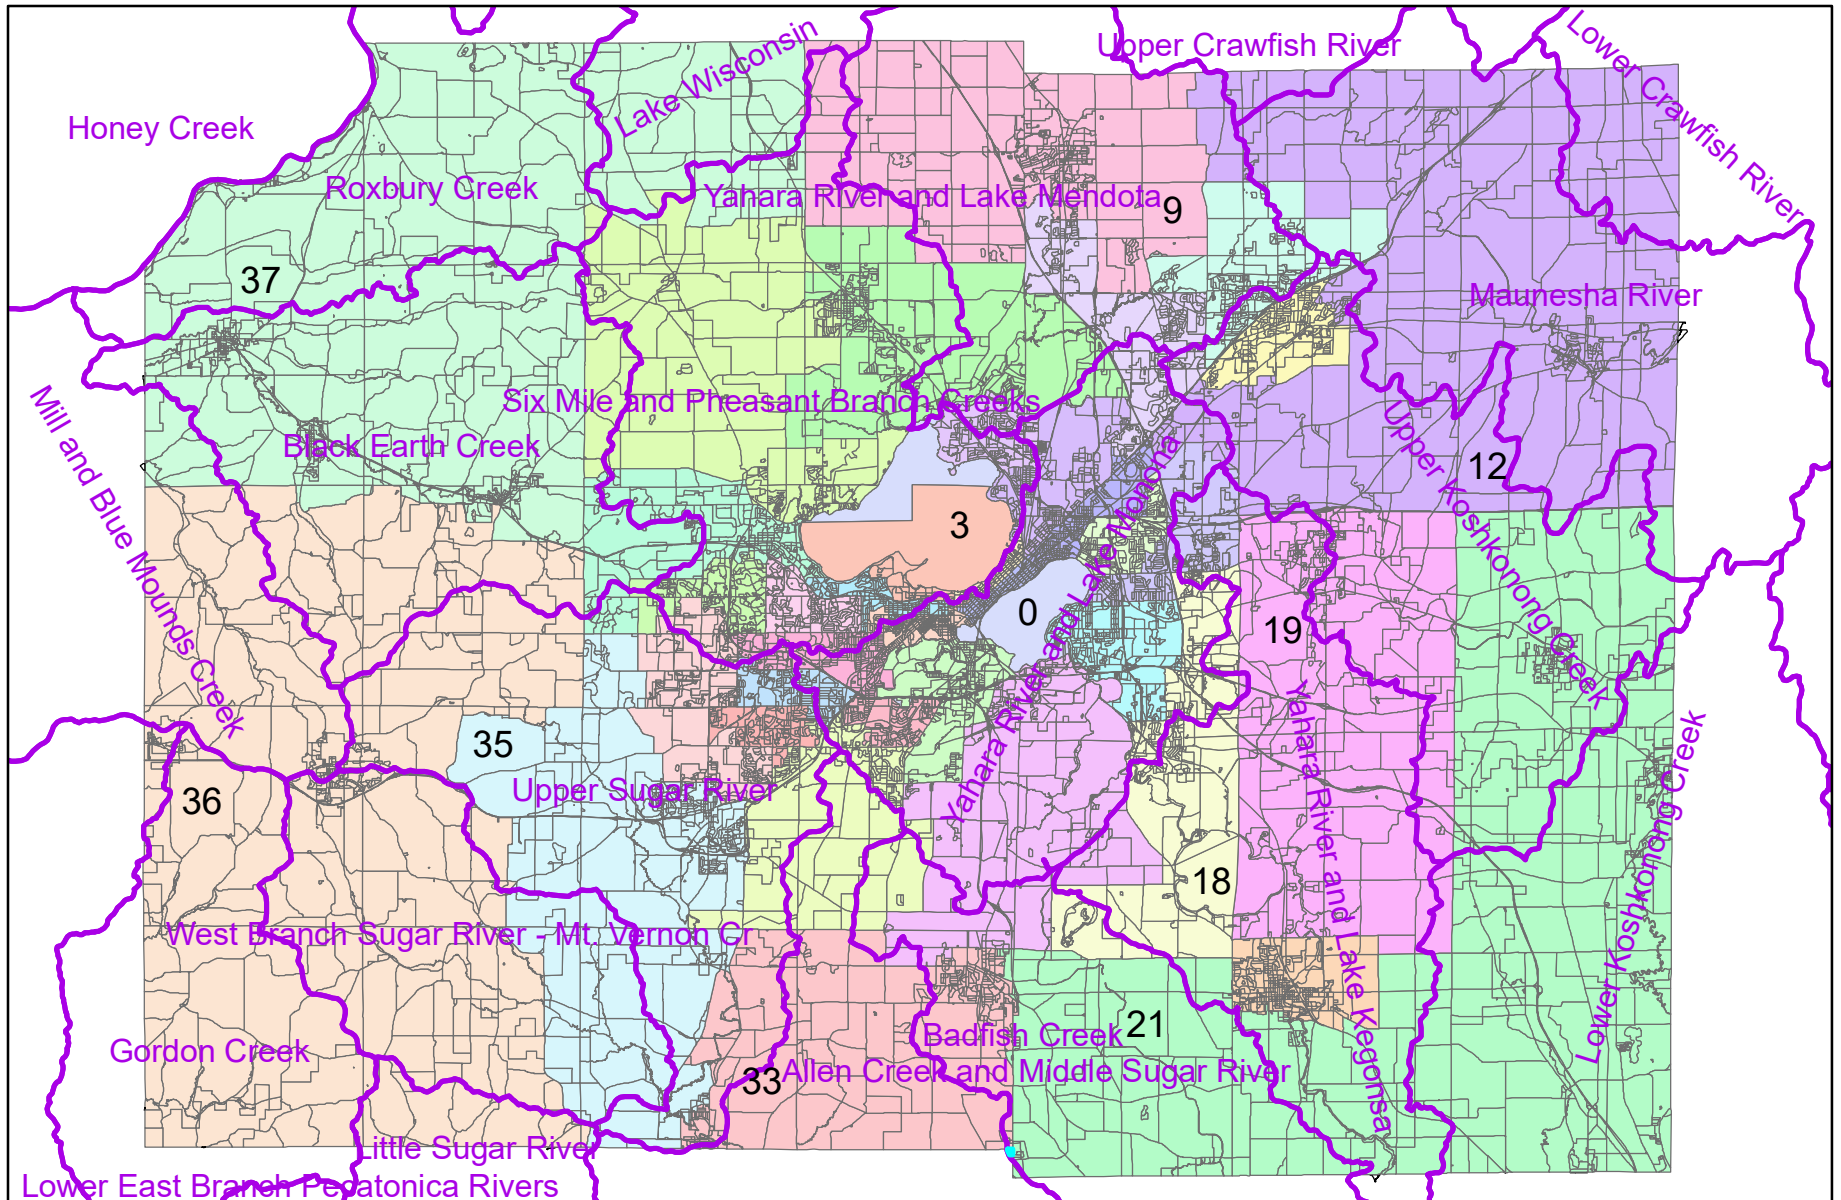 Upper Crawfish River
Lower Crawfish River
Lake Wisconsin
Honey Creek
Roxbury Creek
Yahara River and Lake Mendota
9
37
Maunesha River
Six Mile and Pheasant Branch Creeks
Black Earth Creek
Mill and Blue Mounds Creek
Upper Koshkonong Creek
12
3
0
Yahara River and Lake Monona
19
35
Upper Sugar River
36
Yahara River and Lake Kegonsa
18
Lower Koshkonong Creek
West Branch Sugar River - Mt. Vernon Cr
Badfish Creek
21
Gordon Creek
33
Allen Creek and Middle Sugar River
Little Sugar River
Lower East Branch Pecatonica Rivers